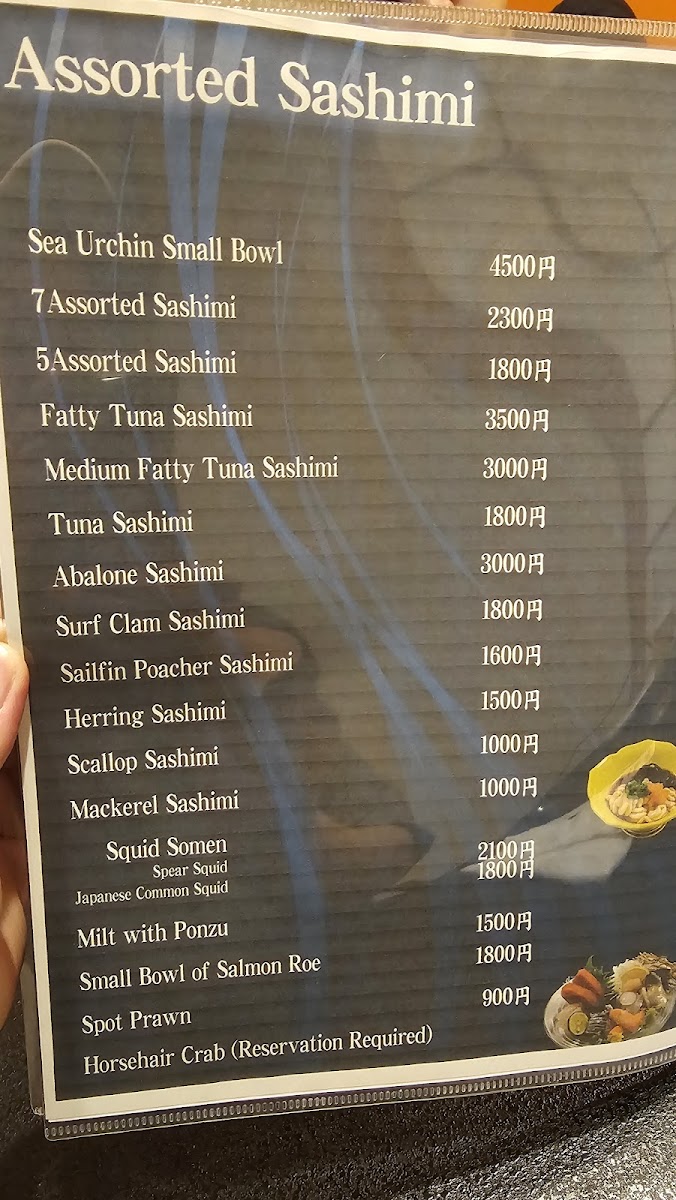 Assorted Sashimi
Sea Urchin Small Bowl 4500円
7Assorted Sashimi 2300円
5Assorted Sashimi 1800円
Fatty Tuna Sashimi 3500円
Medium Fatty Tuna Sashimi 3000円
Tuna Sashimi 1800円
Abalone Sashimi 3000円
Surf Clam Sashimi 1800円
Sailfin Poacher Sashimi 1600円
Herring Sashimi 1500円
Scallop Sashimi 1000円
Mackerel Sashimi 1000円
Squid Somen
Spear Squid 2100円
Japanese Common Squid 1800円
Milt with Ponzu 1500円
Small Bowl of Salmon Roe 1800円
Spot Prawn 900円
Horsehair Crab (Reservation Required)